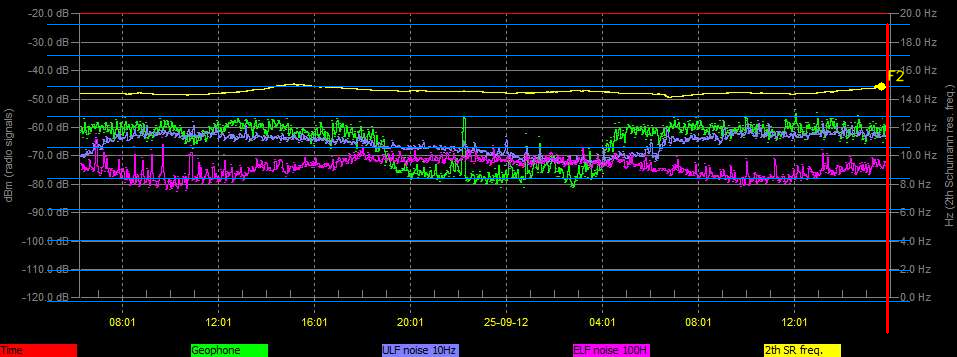 -20.0 dB 20.0 Hz
-30.0 dB 18.0 Hz
-40.0 dB 16.0 Hz
F2
-50.0 dB 14.0 Hz
-60.0 dB 12.0 Hz
-70.0 dB 10.0 Hz
-80.0 dB 8.0 Hz
-90.0 dB 6.0 Hz
-100.0 dB 4.0 Hz
-110.0 dB 2.0 Hz
-120.0 dB 0.0 Hz
dBm (radio signals)
Hz (2th Schumann res. freq.)
08:01 12:01 16:01 20:01 25-09-12 04:01 08:01 12:01
Time Geophone ULF noise 10Hz ELF noise 100H 2th SR freq.